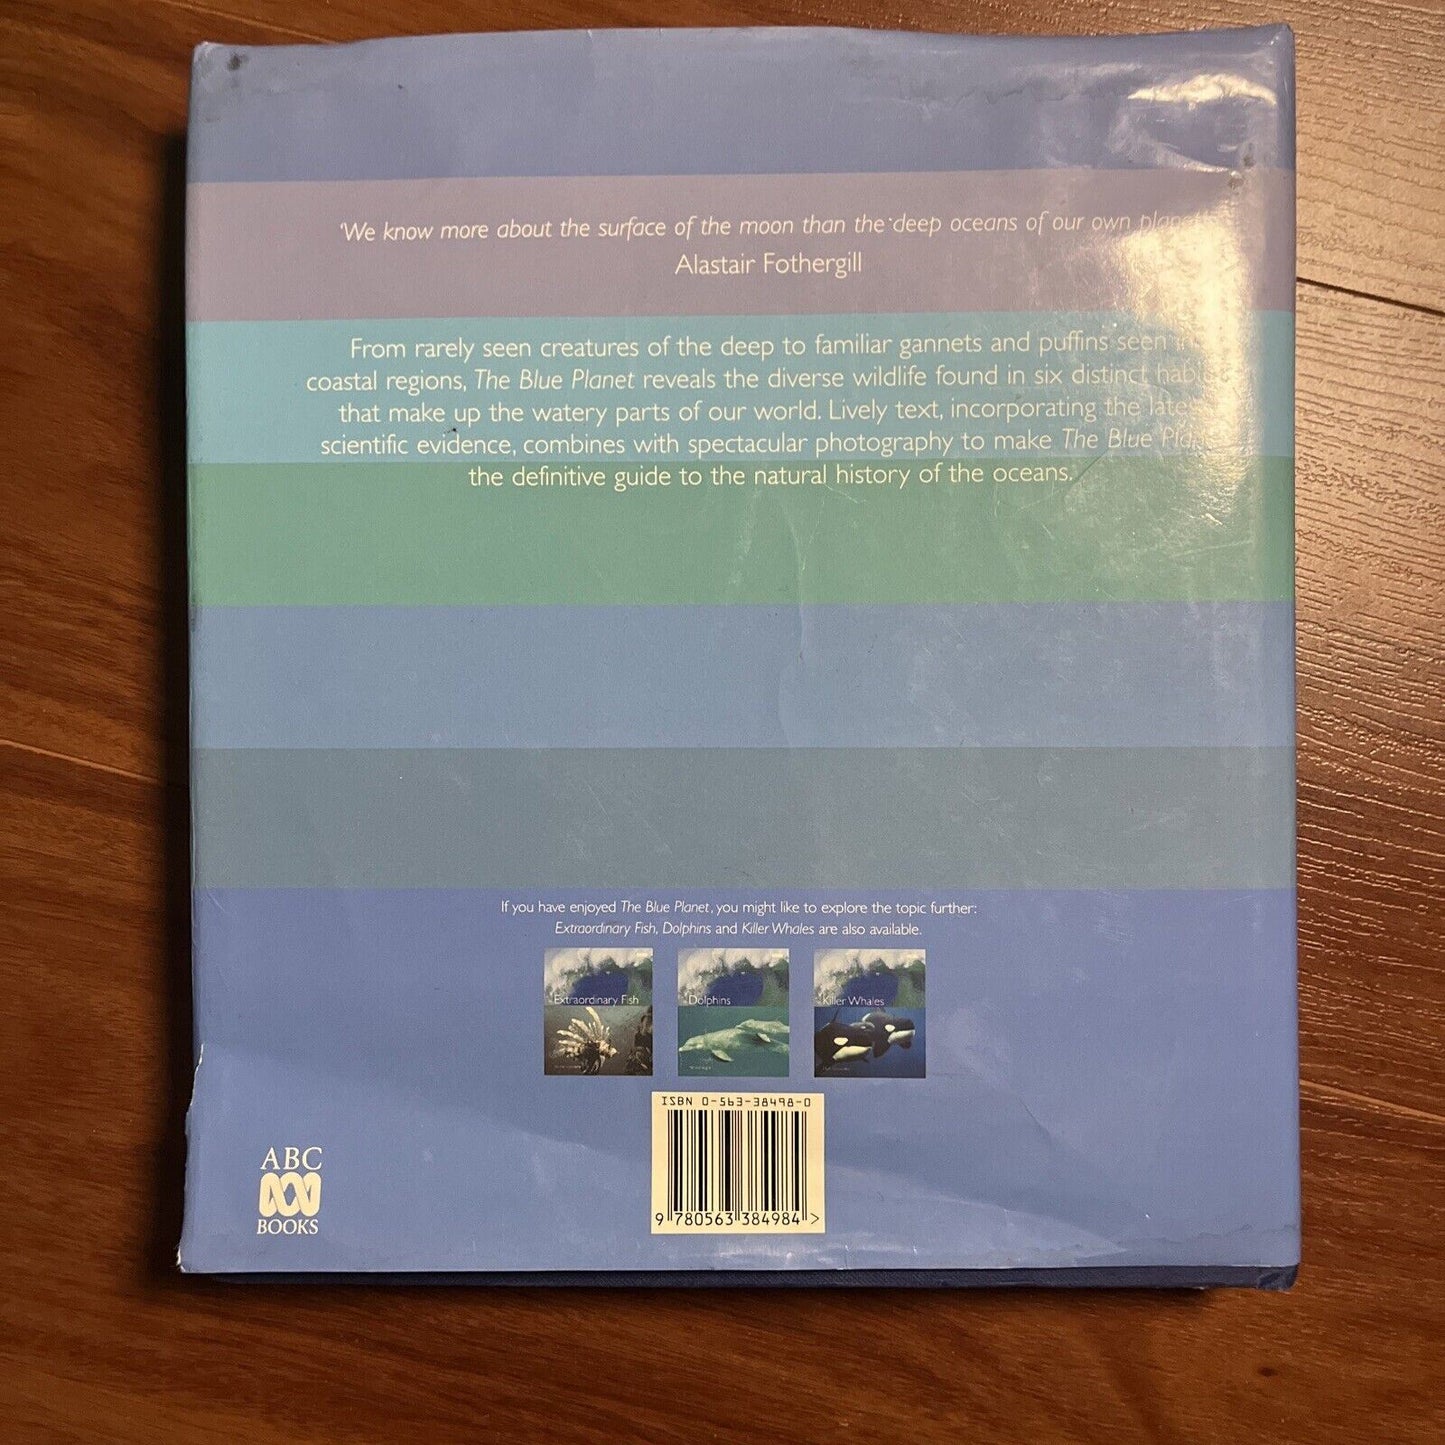 'We know more about the surface of the moon than the deep oceans of our own planet'
Alastair Fothergill
From rarely seen creatures of the deep to familiar gannets and puffins seen in
coastal regions, The Blue Planet reveals the diverse wildlife found in six distinct
that make up the watery parts of our world. Lively text, incorporating the
scientific evidence, combines with spectacular photography to make The Blue
the definitive guide to the natural history of the oceans.
If you have enjoyed The Blue Planet, you might like to explore the topic further:
Extraordinary Fish, Dolphins and Killer Whales are also available.
Extraordinary Fish
Dolphins
Killer Whales
ISBN 0-563-38498-0
9 780563 384984 >
ABC
BOOKS